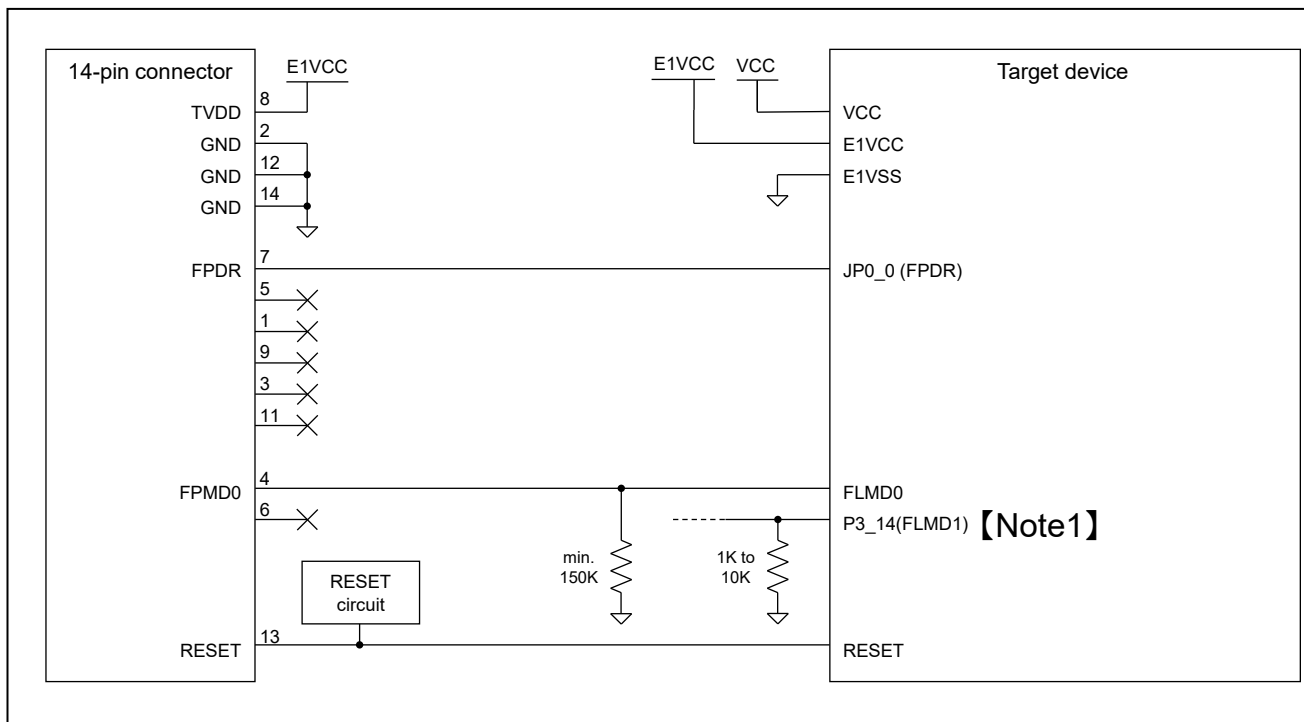 14-pin connector
E1VCC
8
TVDD
2
GND
12
GND
14
GND
7
FPDR
5
1
9
3
11
4
FPMD0
6
RESET
circuit
13
RESET
min.
150K
1K to
10K
E1VCC
VCC
Target device
VCC
E1VCC
E1VSS
JP0_0 (FPDR)
FLMD0
P3_14(FLMD1) 【Note1】
RESET